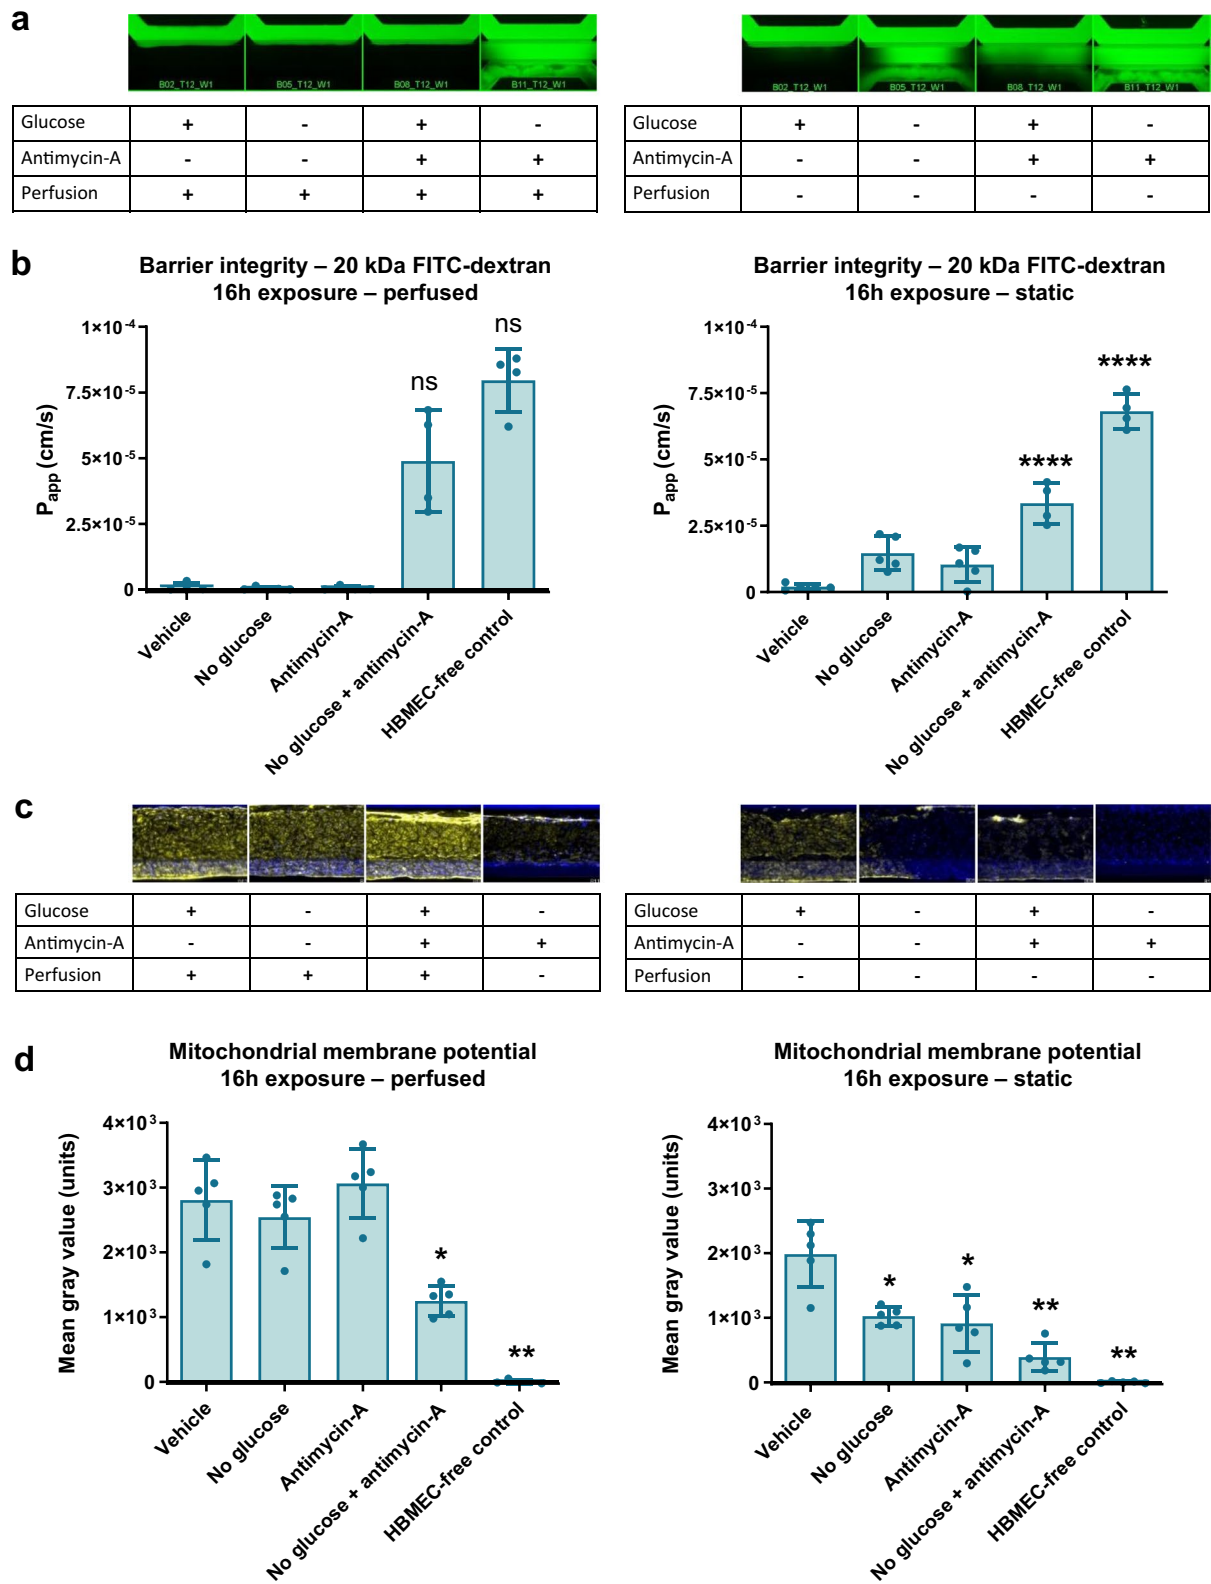 a
B02_T12_W1 B05_T12_W1 B08_T12_W1 B11_T12_W1
Glucose + - + -
Antimycin-A - - + +
Perfusion + + + +
B02_T12_W1 B05_T12_W1 B08_T12_W1 B11_T12_W1
Glucose + - + -
Antimycin-A - - + +
Perfusion - - - -
b
Barrier integrity – 20 kDa FITC-dextran
16h exposure – perfused
Papp (cm/s)
1×10-4
7.5×10-5
5×10-5
2.5×10-5
0
ns
ns
Vehicle
No glucose
Antimycin-A
No glucose + antimycin-A
HBMEC-free control
Barrier integrity – 20 kDa FITC-dextran
16h exposure – static
Papp (cm/s)
1×10-4
7.5×10-5
5×10-5
2.5×10-5
0
****
****
Vehicle
No glucose
Antimycin-A
No glucose + antimycin-A
HBMEC-free control
c
Glucose + - + -
Antimycin-A - - + +
Perfusion + + + -
Glucose + - + -
Antimycin-A - - + +
Perfusion - - - -
d
Mitochondrial membrane potential
16h exposure – perfused
Mean gray value (units)
4×10³
3×10³
2×10³
1×10³
0
*
**
Vehicle
No glucose
Antimycin-A
No glucose + antimycin-A
HBMEC-free control
Mitochondrial membrane potential
16h exposure – static
Mean gray value (units)
4×10³
3×10³
2×10³
1×10³
0
*
*
**
**
Vehicle
No glucose
Antimycin-A
No glucose + antimycin-A
HBMEC-free control